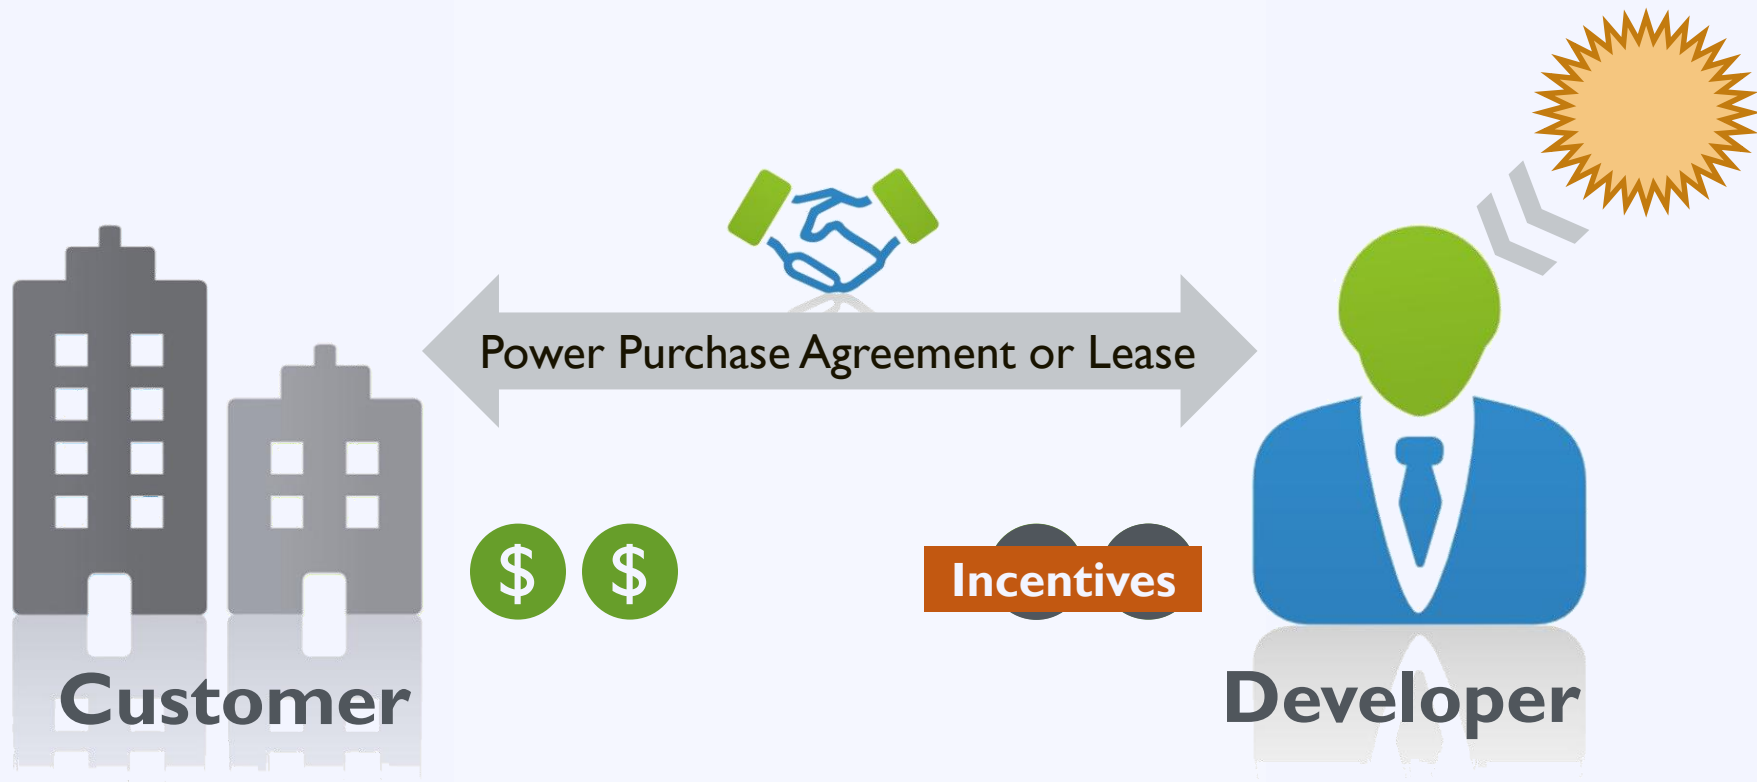 Power Purchase Agreement or Lease
$ $
Incentives
Customer
Developer